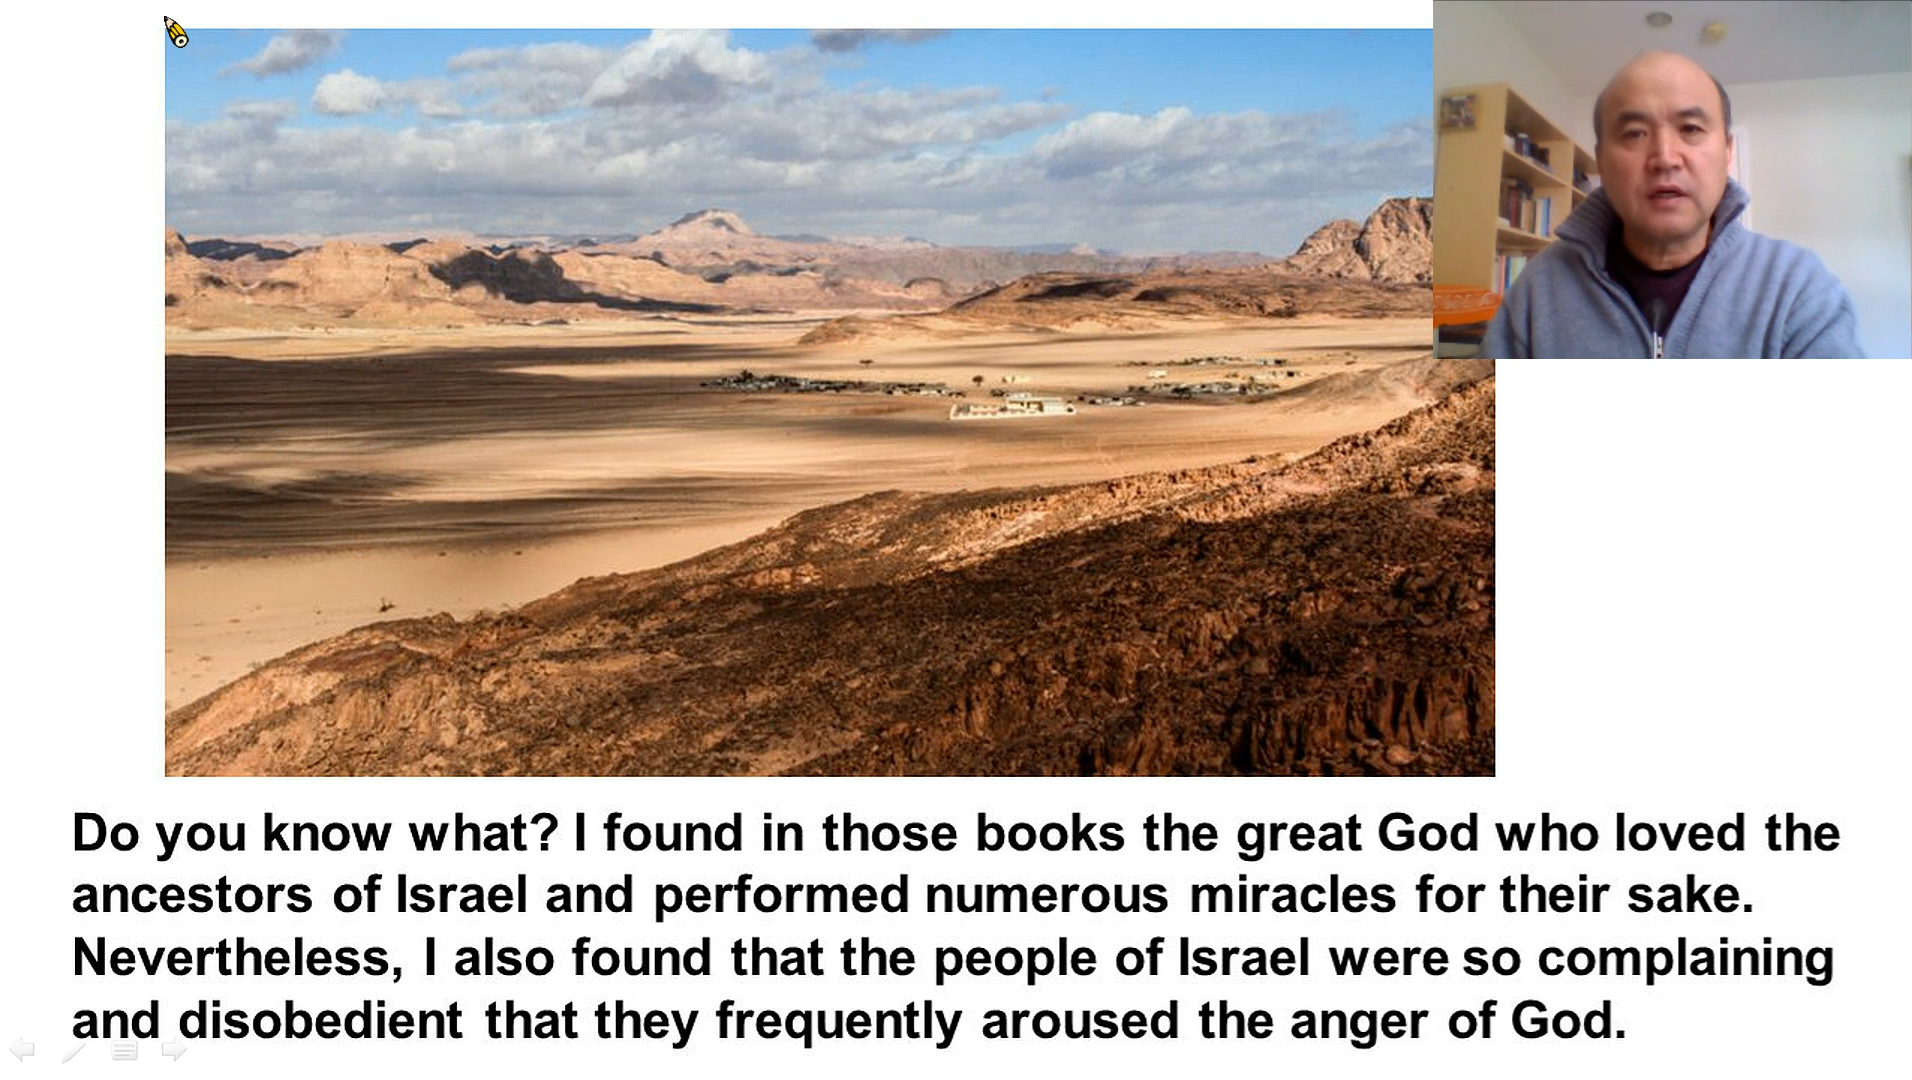 Do you know what? I found in those books the great God who loved the
ancestors of Israel and performed numerous miracles for their sake.
Nevertheless, I also found that the people of Israel were so complaining
and disobedient that they frequently aroused the anger of God.